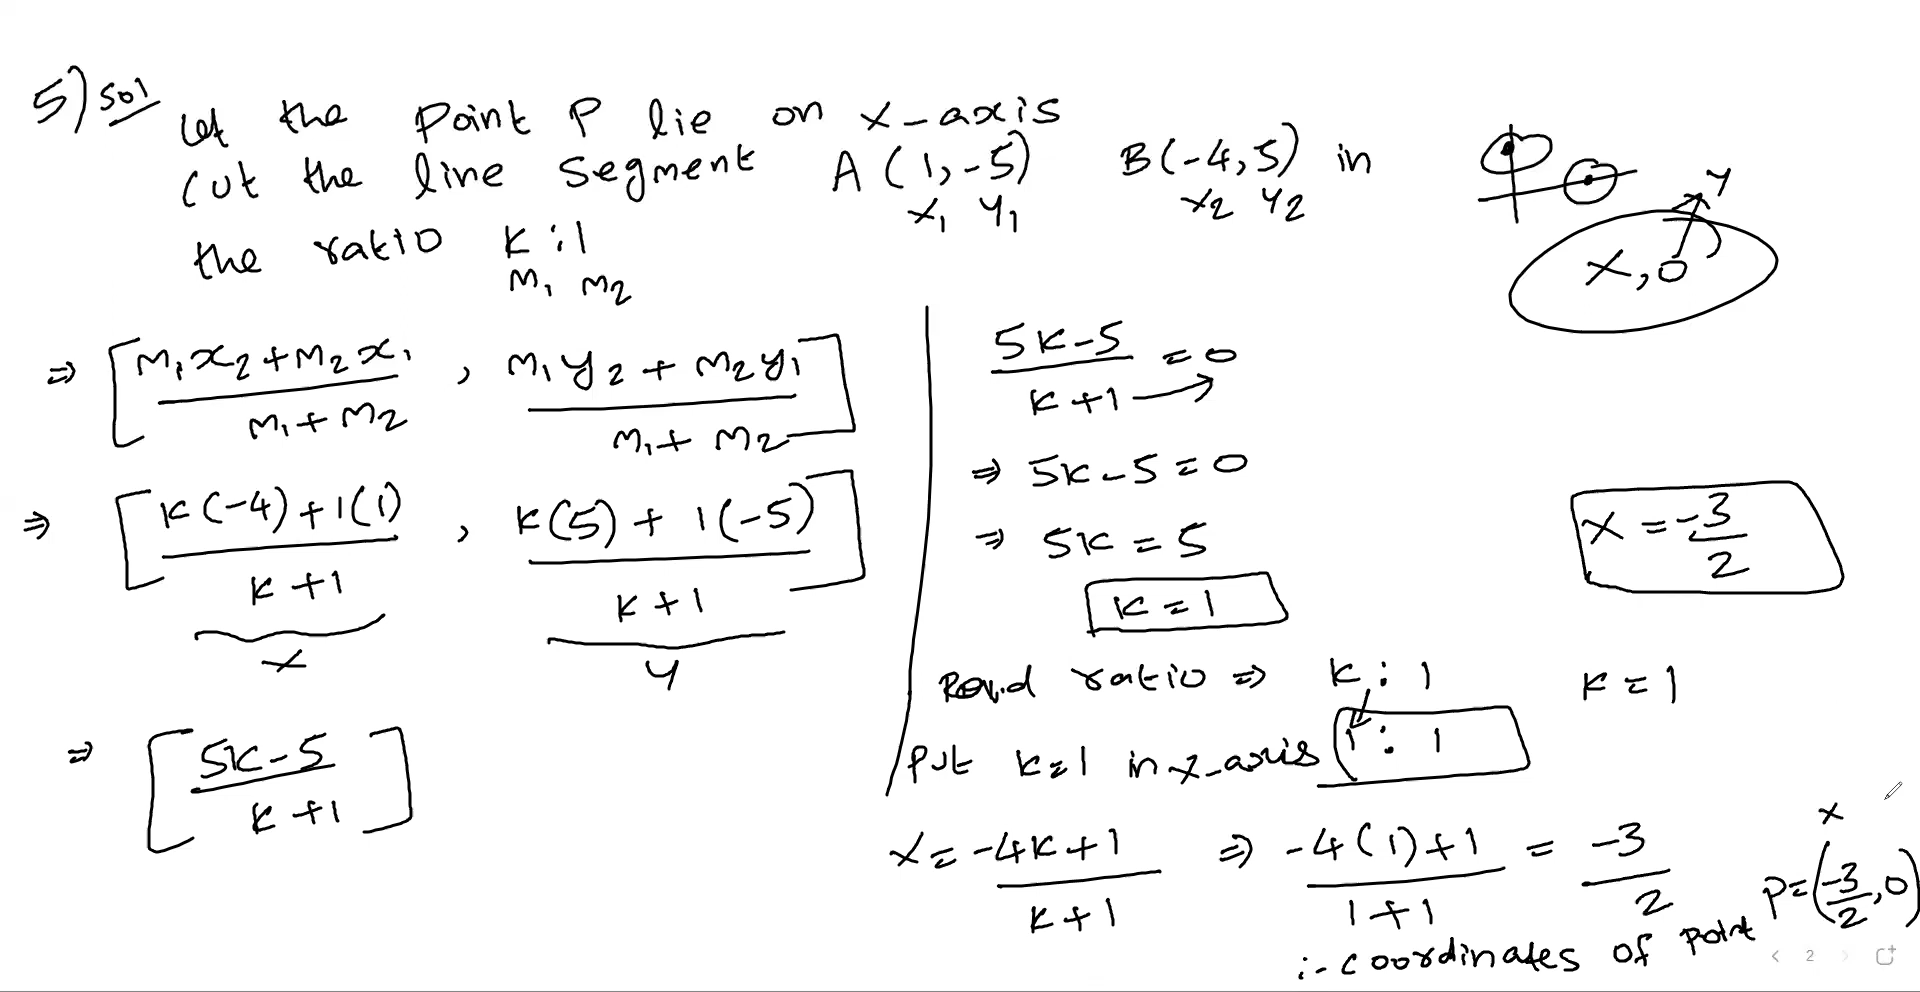 5) Sol
Let the Point P lie on x-axis
cut the line segment A (1,-5) B(-4,5) in
x₁ y₁ x₂ y₂
the ratio K:1
m₁ m₂
y
x,0
⇒ [m₁x₂+m₂x₁ / m₁+m₂ , m₁y₂+m₂y₁ / m₁+m₂]
⇒ [K(-4)+1(1) / K+1 , K(5)+1(-5) / K+1]
x y
⇒ [5K-5 / K+1]
5K-5 / K+1 = 0
⇒ 5K-5=0
⇒ 5K=5
K=1
x = -3/2
ratio ⇒ K:1 K=1
1:1
Put K=1 in x-axis
x = -4K+1 / K+1 ⇒ -4(1)+1 / 1+1 = -3/2
x
:- coordinates of point P=(-3/2,0)
2